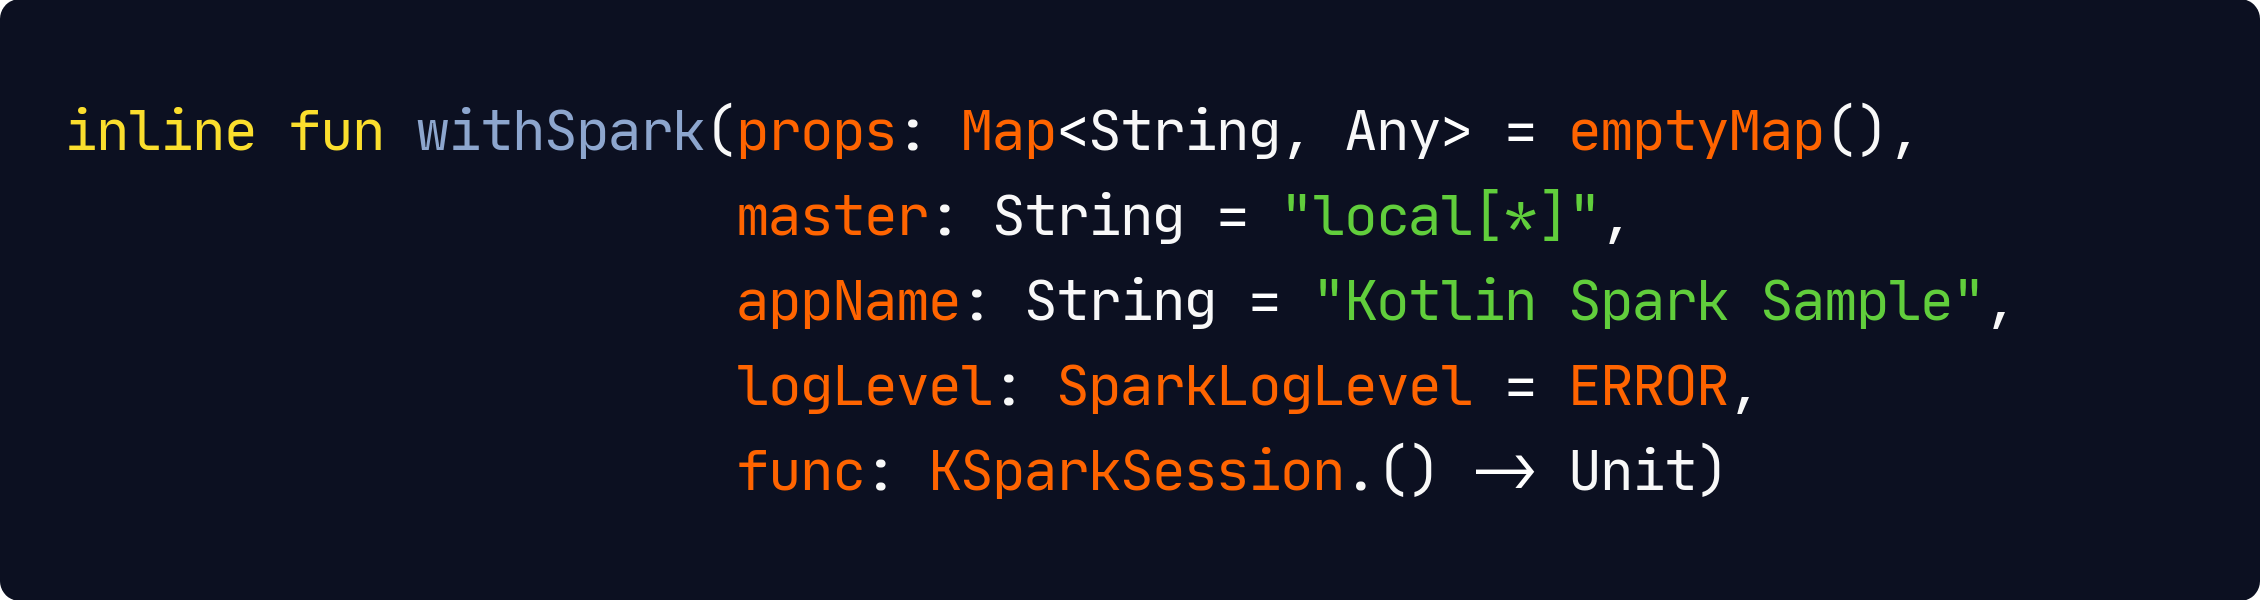 inline fun withSpark(props: Map<String, Any> = emptyMap(),
master: String = "local[*]",
appName: String = "Kotlin Spark Sample",
logLevel: SparkLogLevel = ERROR,
func: KSparkSession.() -> Unit)